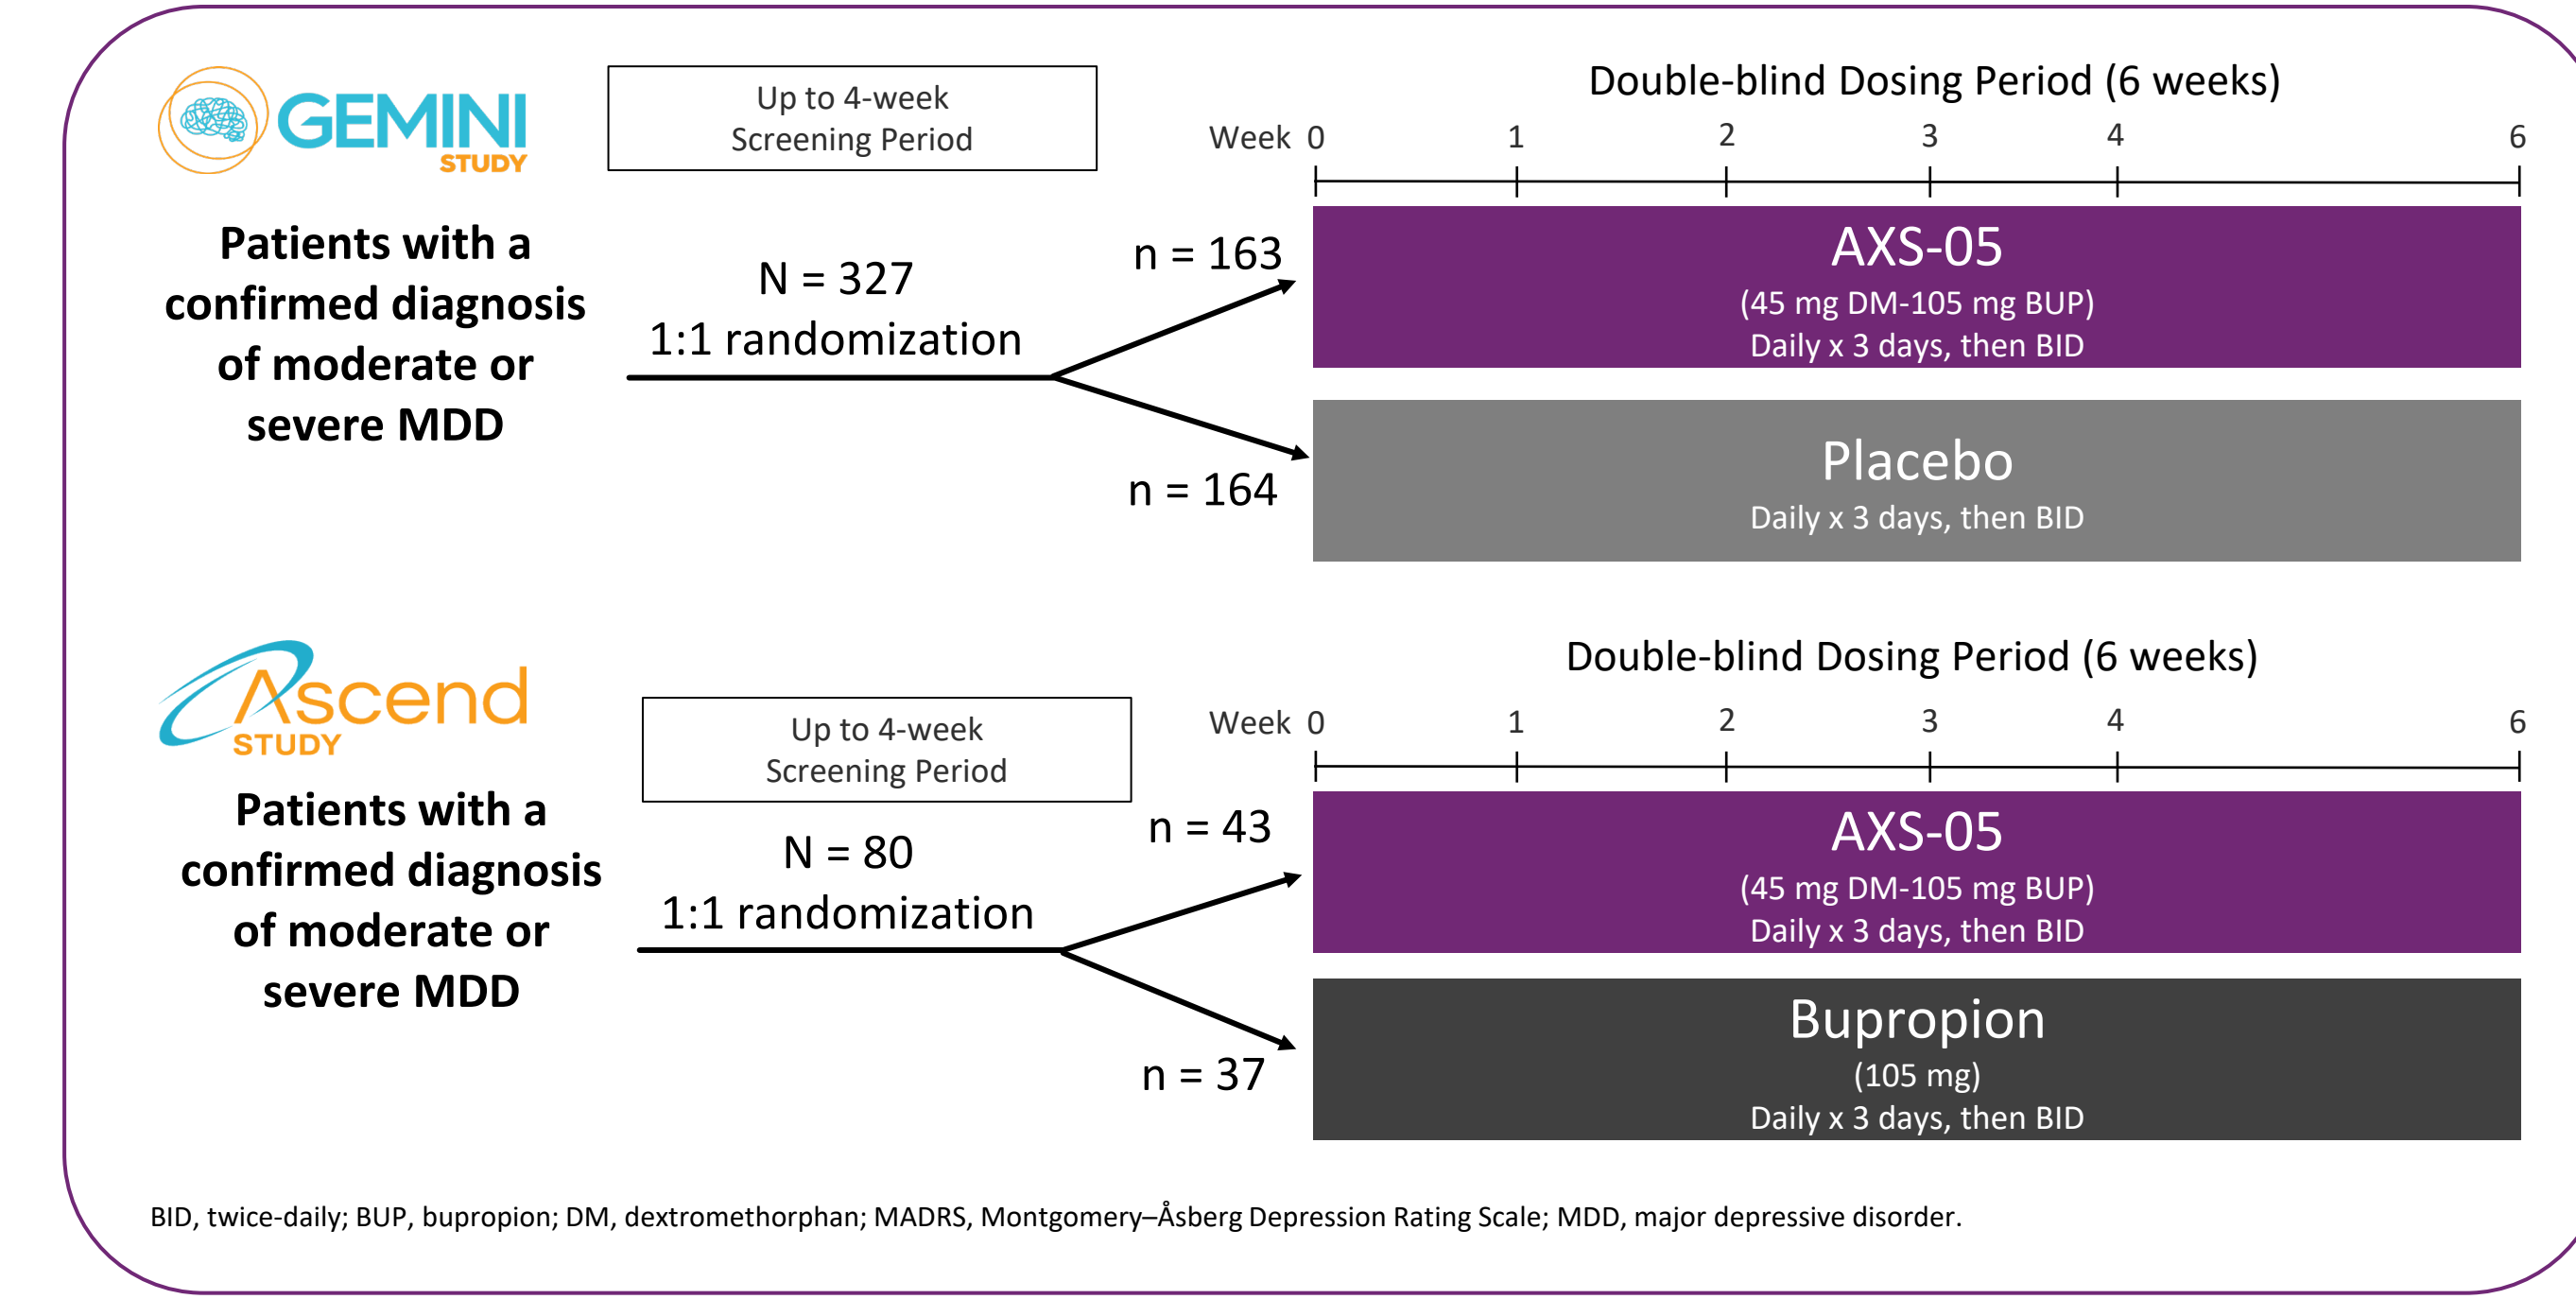 GEMINI
STUDY
Patients with a
confirmed diagnosis
of moderate or
severe MDD
Up to 4-week
Screening Period
N = 327
1:1 randomization
n = 163
n = 164
Double-blind Dosing Period (6 weeks)
Week 0 1 2 3 4 6
AXS-05
(45 mg DM-105 mg BUP)
Daily x 3 days, then BID
Placebo
Daily x 3 days, then BID
Ascend
STUDY
Patients with a
confirmed diagnosis
of moderate or
severe MDD
Up to 4-week
Screening Period
N = 80
1:1 randomization
n = 43
n = 37
Double-blind Dosing Period (6 weeks)
Week 0 1 2 3 4 6
AXS-05
(45 mg DM-105 mg BUP)
Daily x 3 days, then BID
Bupropion
(105 mg)
Daily x 3 days, then BID
BID, twice-daily; BUP, bupropion; DM, dextromethorphan; MADRS, Montgomery–Åsberg Depression Rating Scale; MDD, major depressive disorder.